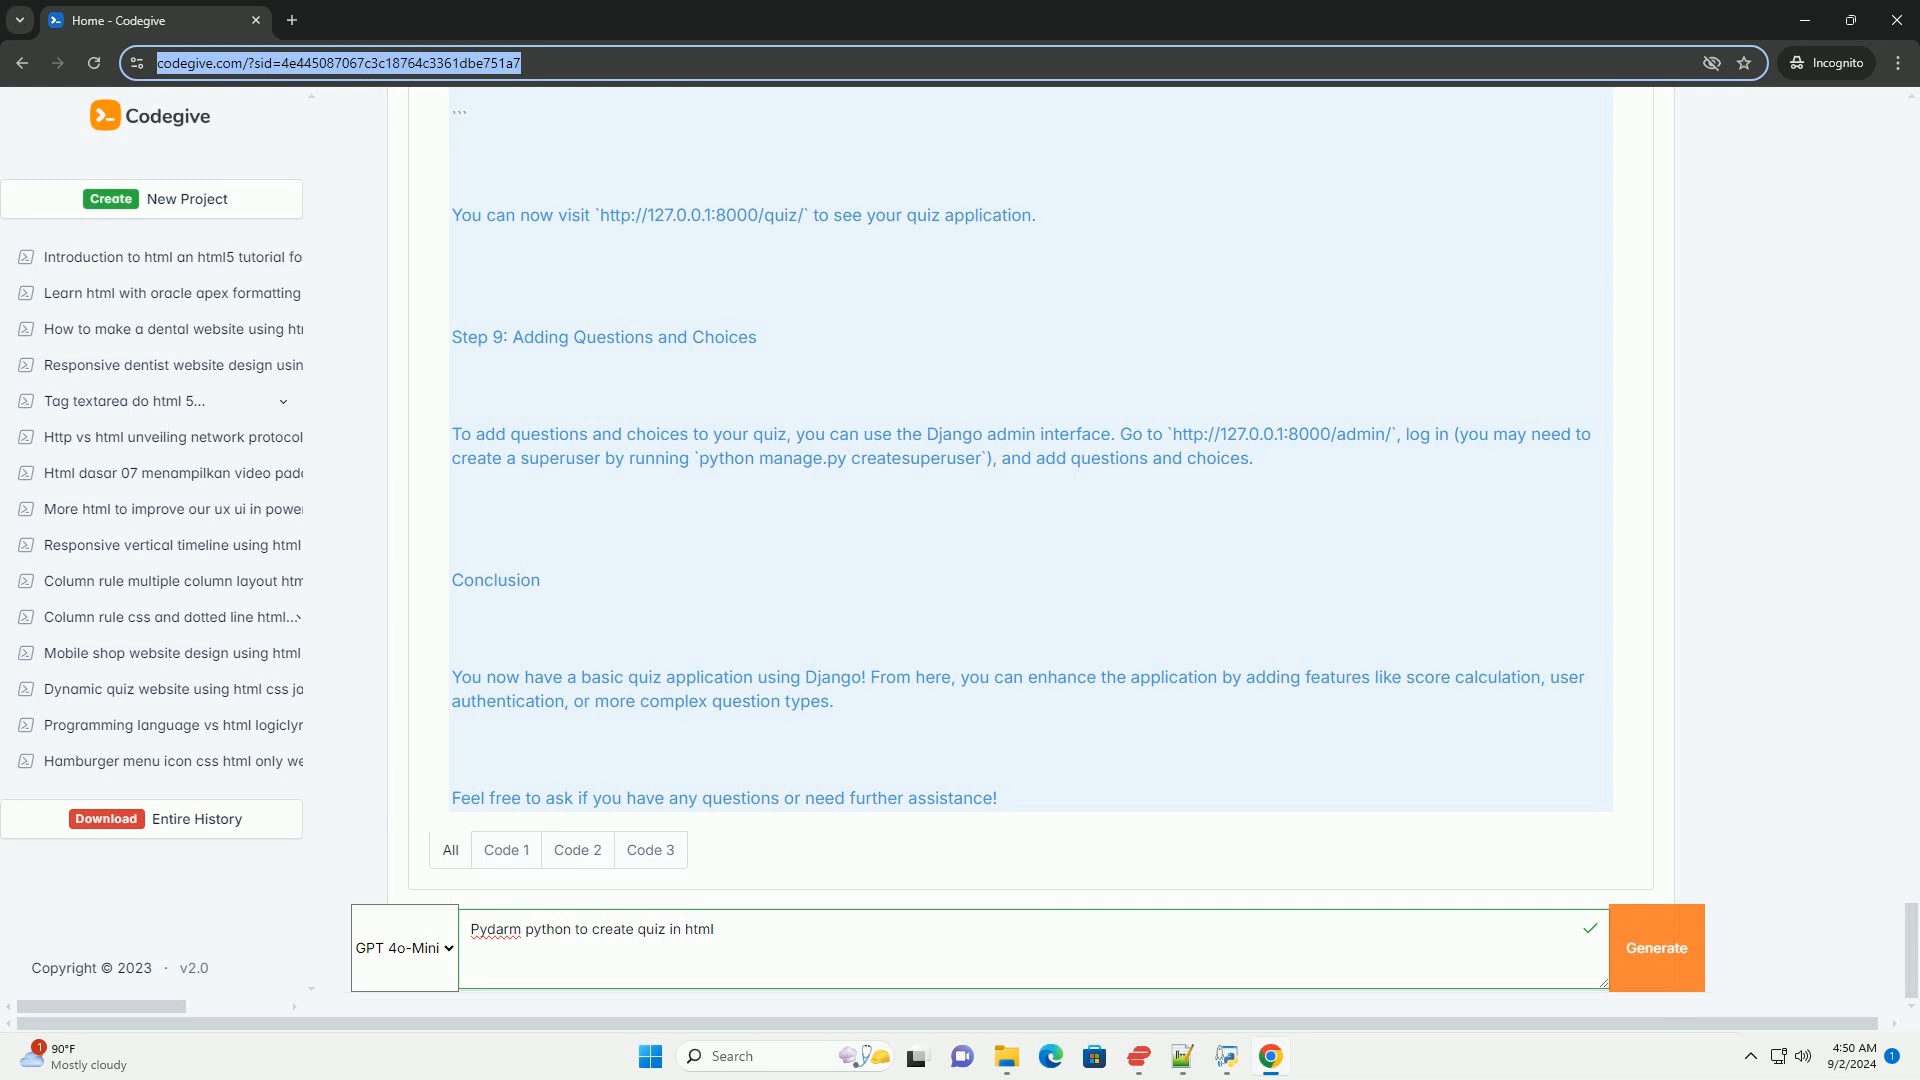 Home - Codegive
codegive.com/?sid=4e445087067c3c18764c3361dbe751a7
Incognito
Codegive
Create New Project
Introduction to html an html5 tutorial fo
Learn html with oracle apex formatting
How to make a dental website using htr
Responsive dentist website design usin
Tag textarea do html 5...
Http vs html unveiling network protocol
Html dasar 07 menampilkan video pada
More html to improve our ux ui in power
Responsive vertical timeline using html
Column rule multiple column layout htm
Column rule css and dotted line html...
Mobile shop website design using html
Dynamic quiz website using html css ja
Programming language vs html logiclyr
Hamburger menu icon css html only we
Download Entire History
Copyright © 2023 · v2.0
```
You can now visit `http://127.0.0.1:8000/quiz/` to see your quiz application.
Step 9: Adding Questions and Choices
To add questions and choices to your quiz, you can use the Django admin interface. Go to `http://127.0.0.1:8000/admin/`, log in (you may need to
create a superuser by running `python manage.py createsuperuser`), and add questions and choices.
Conclusion
You now have a basic quiz application using Django! From here, you can enhance the application by adding features like score calculation, user
authentication, or more complex question types.
Feel free to ask if you have any questions or need further assistance!
All Code 1 Code 2 Code 3
GPT 4o-Mini
Pydarm python to create quiz in html
Generate
1
90°F
Mostly cloudy
Search
4:50 AM
9/2/2024
1